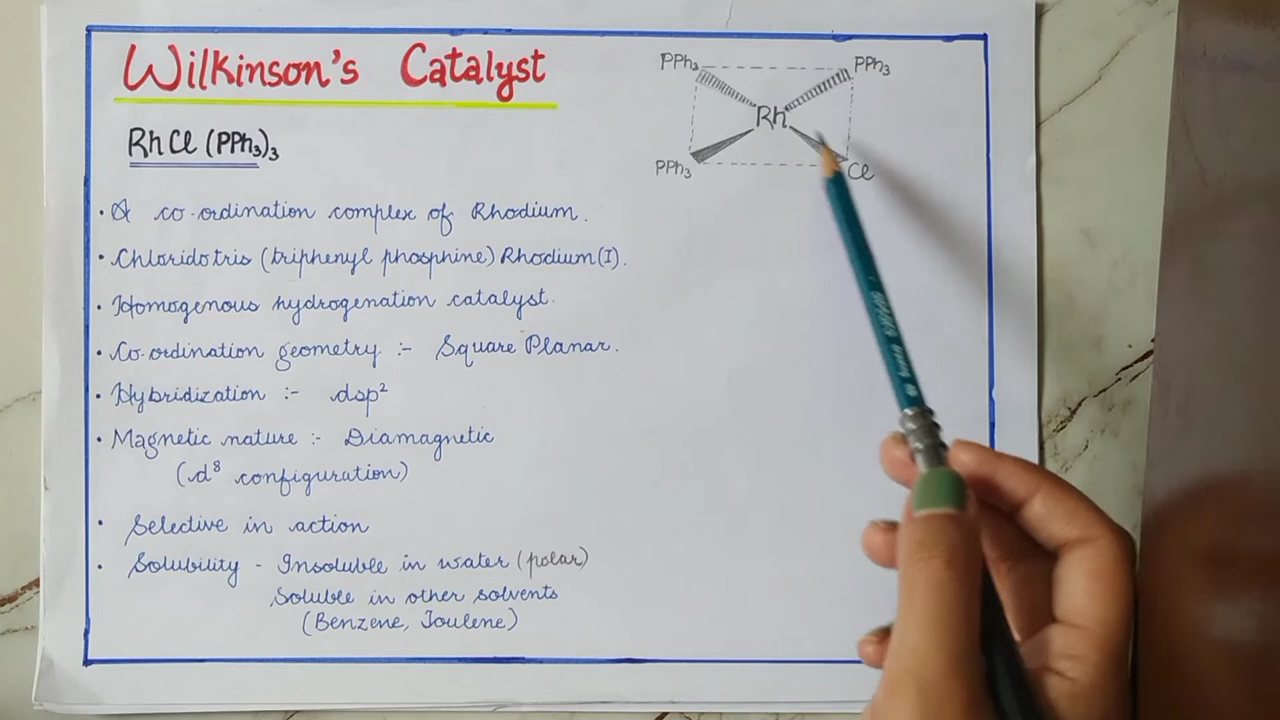 Wilkinson's Catalyst
RhCl(PPh₃)₃
PPh₃ PPh₃
Rh
PPh₃ Cl
• A co-ordination complex of Rhodium.
• Chlorido tris (triphenyl phosphine) Rhodium(I).
• Homogenous hydrogenation catalyst.
• Co-ordination geometry :- Square Planar.
• Hybridization :- dsp²
• Magnetic nature :- Diamagnetic
(d⁸ configuration)
• Selective in action
• Solubility - Insoluble in water (polar)
Soluble in other solvents
(Benzene, Toulene)